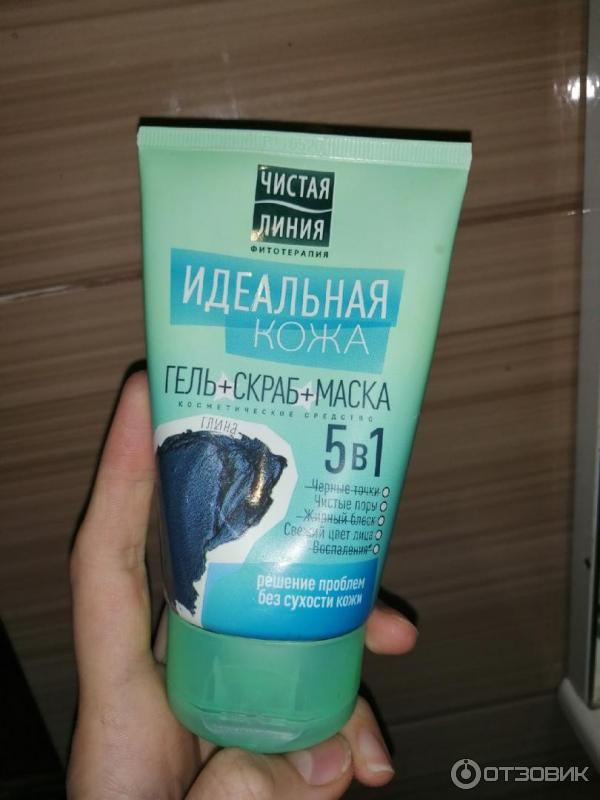 ЧИСТАЯ
ЛИНИЯ
ФИТОТЕРАПИЯ
ИДЕАЛЬНАЯ
КОЖА
ГЕЛЬ+СКРАБ+МАСКА
КОСМЕТИЧЕСКОЕ СРЕДСТВО
ГЛИНА
5в1
Черные точки
Чистые поры
Жирный блеск
Свежий цвет лица
Воспаления*
решение проблем
без сухости кожи
ОТЗОВИК